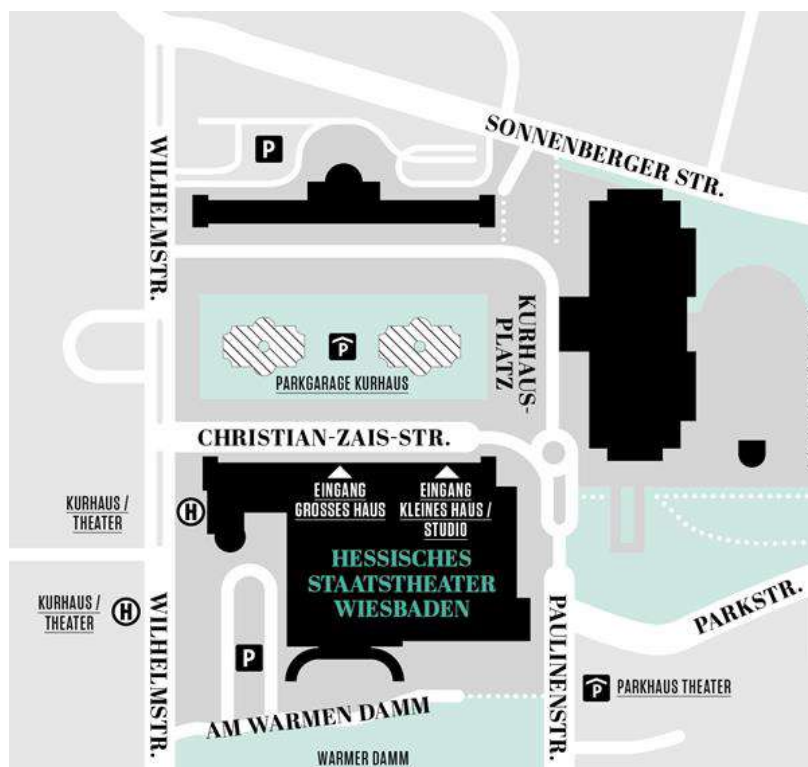 SONNENBERGER STR.
WILHELMSTR.
P
KURHAUS-
PLATZ
P
PARKGARAGE KURHAUS
CHRISTIAN-ZAIS-STR.
EINGANG
GROSSES HAUS
EINGANG
KLEINES HAUS /
STUDIO
KURHAUS /
THEATER
H
HESSISCHES
STAATSTHEATER
WIESBADEN
KURHAUS /
THEATER
H
WILHELMSTR.
P
PAULINENSTR.
PARKSTR.
P
PARKHAUS THEATER
AM WARMEN DAMM
WARMER DAMM